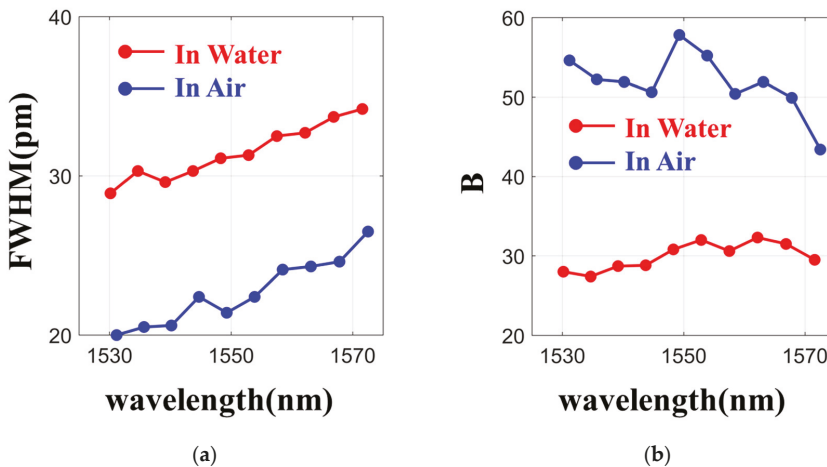 40
30
20
FWHM(pm)
In Water
In Air
1530
1550
1570
wavelength(nm)
(a)
60
50
40
30
20
B
In Water
In Air
1530
1550
1570
wavelength(nm)
(b)